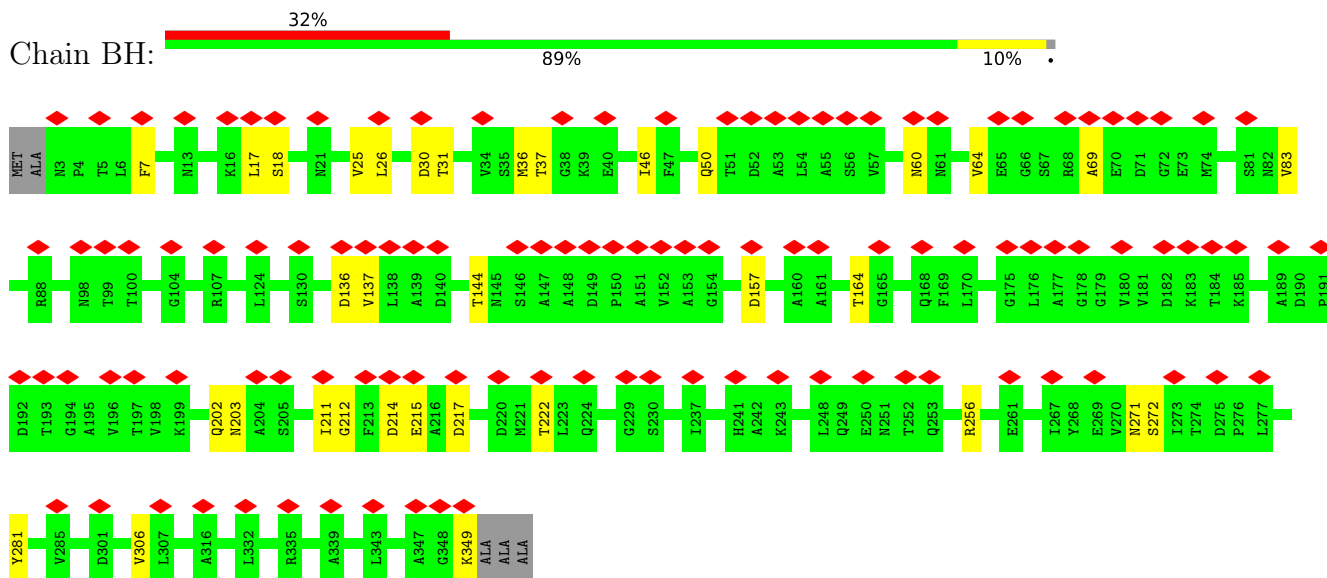 32%
Chain BH:
89% 10% •
MET ALA N3 P4 T5 L6 F7 N13 K16 L17 S18 N21 V25 L26 D30 T31 V34 S35 M36 T37 G38 K39 E40 I46 F47 Q50 T51 D52 A53 L54 A55 S56 V57 N60 N61 V64 E65 G66 S67 R68 A69 E70 D71 G72 E73 M74 S81 N82 V83
R88 N98 T99 T100 G104 R107 L124 S130 D136 V137 L138 A139 D140 T144 N145 S146 A147 A148 D149 P150 A151 V152 A153 G154 D157 A160 A161 T164 G165 Q168 F169 L170 G175 L176 A177 G178 G179 V180 V181 D182 K183 T184 K185 A189 D190 P191
D192 T193 G194 A195 V196 T197 V198 K199 Q202 N203 A204 S205 I211 G212 F213 D214 E215 A216 D217 D220 M221 T222 L223 Q224 G229 S230 I237 H241 A242 K243 L248 Q249 E250 N251 T252 Q253 R256 E261 I267 Y268 E269 V270 N271 S272 I273 T274 D275 P276 L277
Y281 V285 D301 V306 L307 A316 L332 R335 A339 L343 A347 G348 K349 ALA ALA ALA